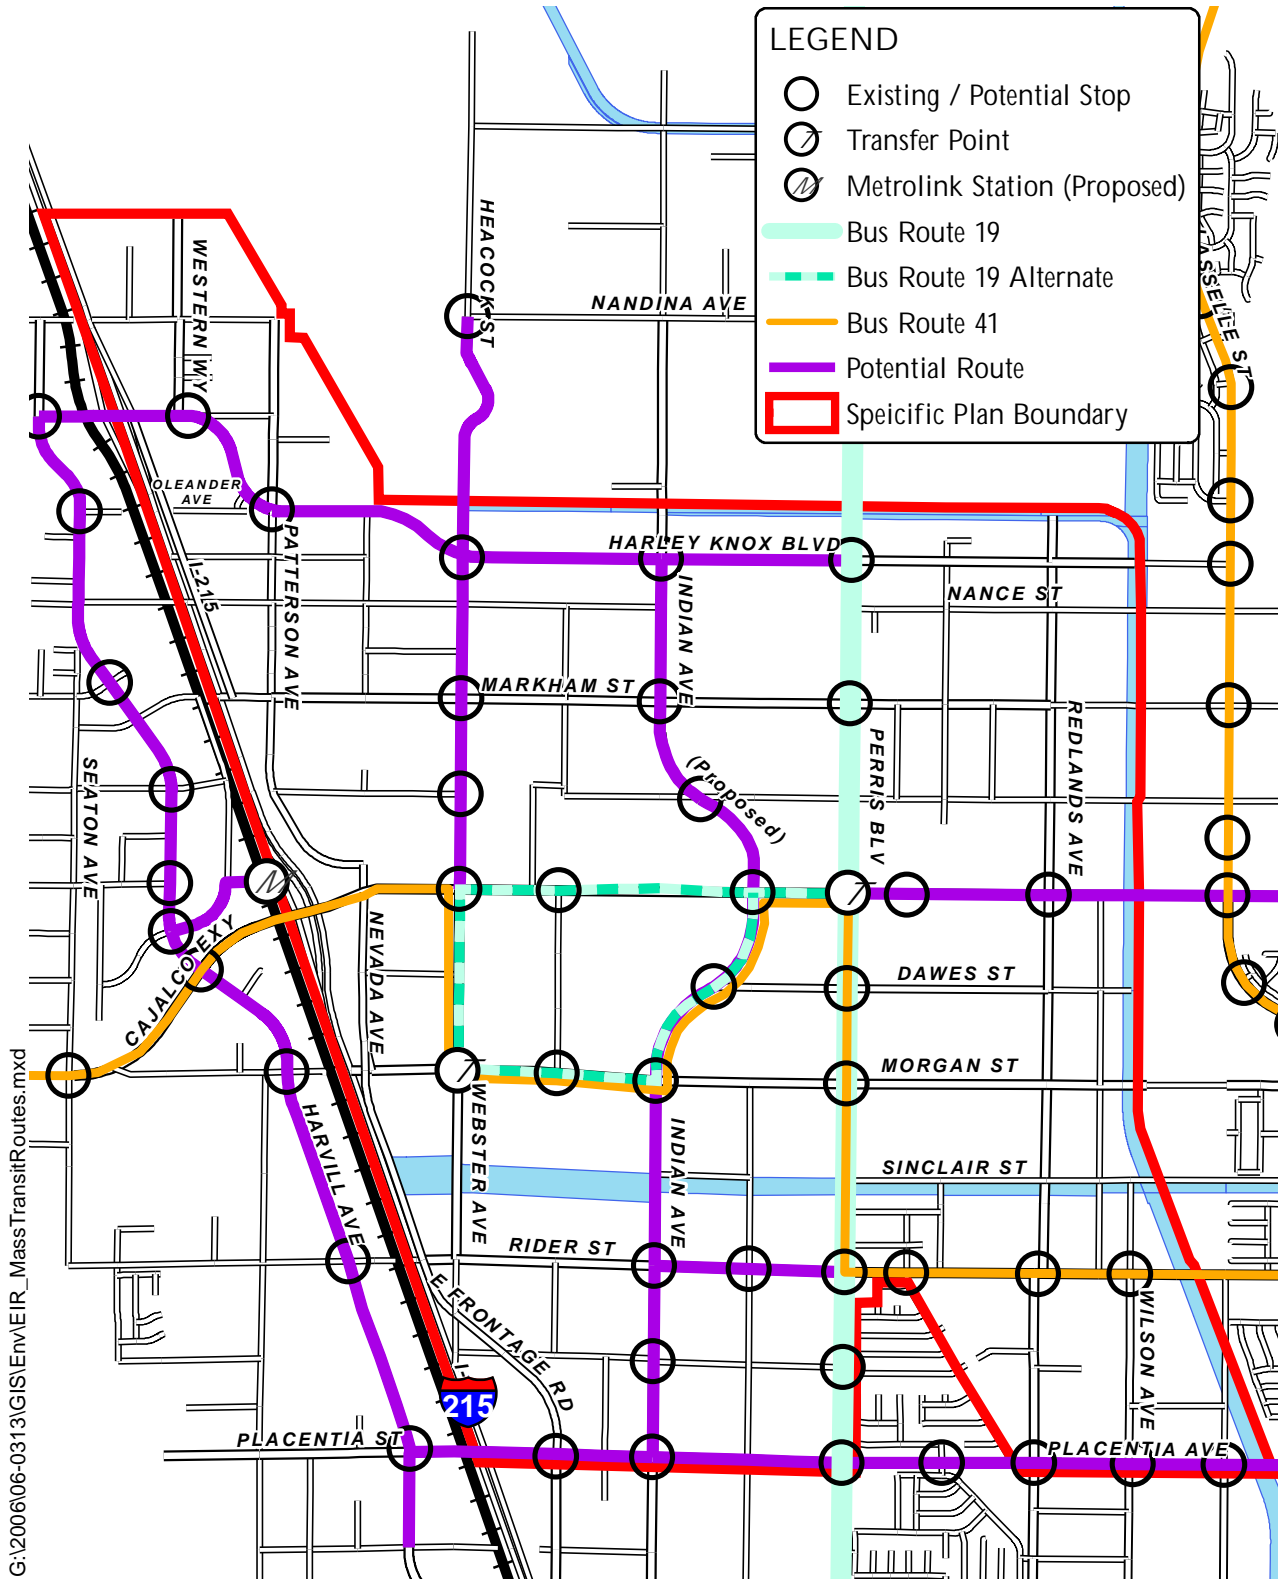 LEGEND
Existing / Potential Stop
T
Transfer Point
M
Metrolink Station (Proposed)
Bus Route 19
Bus Route 19 Alternate
Bus Route 41
Potential Route
Speicific Plan Boundary
HEACOCK ST
WESTERN WY
NANDINA AVE
OLEANDER
AVE
PATTERSON AVE
I-215
HARLEY KNOX BLVD
NANCE ST
INDIAN AVE
MARKHAM ST
(Proposed)
PERRIS BLV
REDLANDS AVE
SEATON AVE
M
T
CAJALCO EXY
NEVADA AVE
DAWES ST
T
MORGAN ST
HARVILL AVE
WEBSTER AVE
INDIAN AVE
SINCLAIR ST
RIDER ST
E FRONTAGE RD
WILSON AVE
I-
215
PLACENTIA ST
PLACENTIA AVE
G:\2006\06-0313\GIS\Env\EIR_MassTransitRoutes.mxd